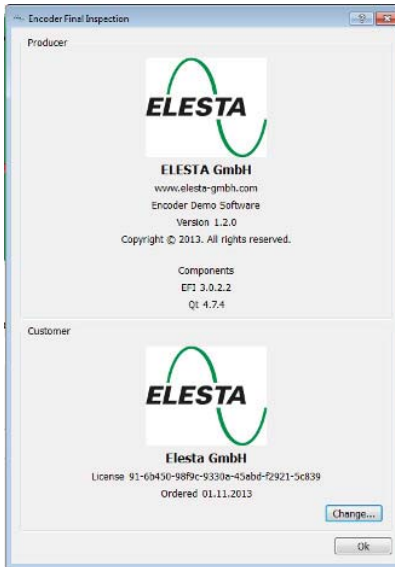 Encoder Final Inspection
Producer
ELESTA
ELESTA GmbH
www.elesta-gmbh.com
Encoder Demo Software
Version 1.2.0
Copyright © 2013. All rights reserved.
Components
EFI 3.0.2.2
Qt 4.7.4
Customer
ELESTA
Elesta GmbH
License 91-6b450-98f9c-9330a-45abd-f2921-5c839
Ordered 01.11.2013
Change...
Ok